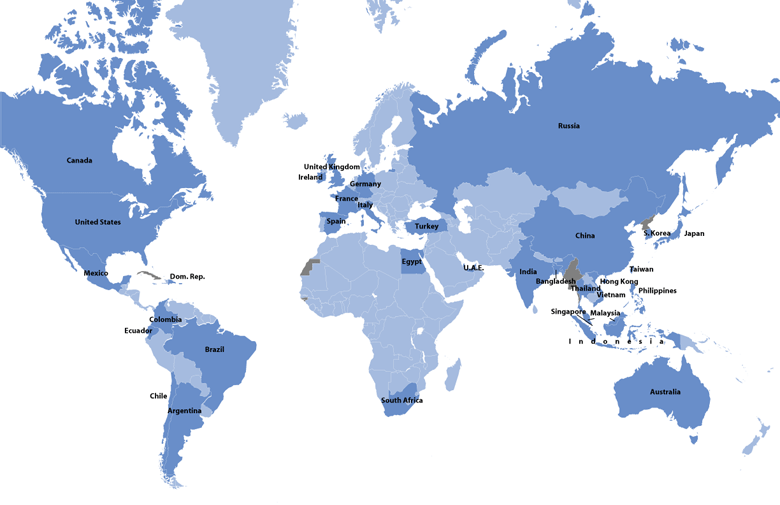 Russia
Canada
United Kingdom
Ireland
Germany
France
Italy
Spain
United States
Turkey
China
S. Korea
Japan
Egypt
U.A.E.
India
Taiwan
Mexico
Dom. Rep.
Bangladesh
Hong Kong
Thailand
Vietnam
Philippines
Singapore
Malaysia
Colombia
Ecuador
Indonesia
Brazil
Australia
Chile
South Africa
Argentina